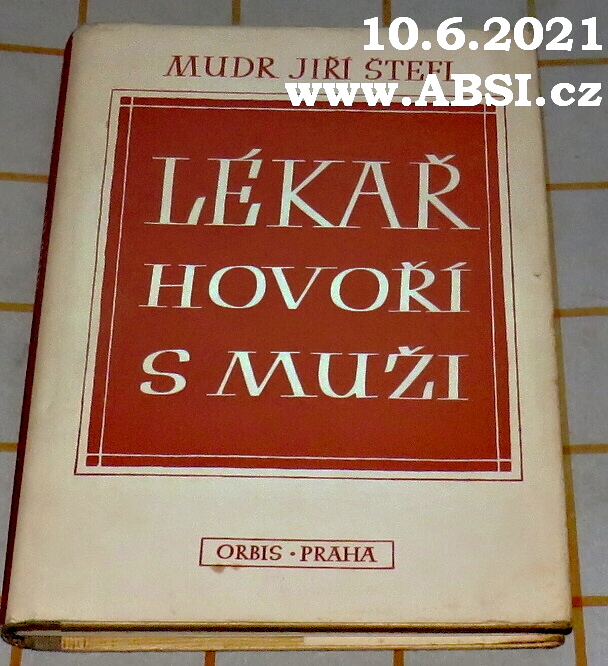 10.6.2021
www.ABSI.cz
MUDR JIŘÍ ŠTEFL
LÉKAŘ
HOVOŘÍ
S MUŽI
ORBIS · PRAHA